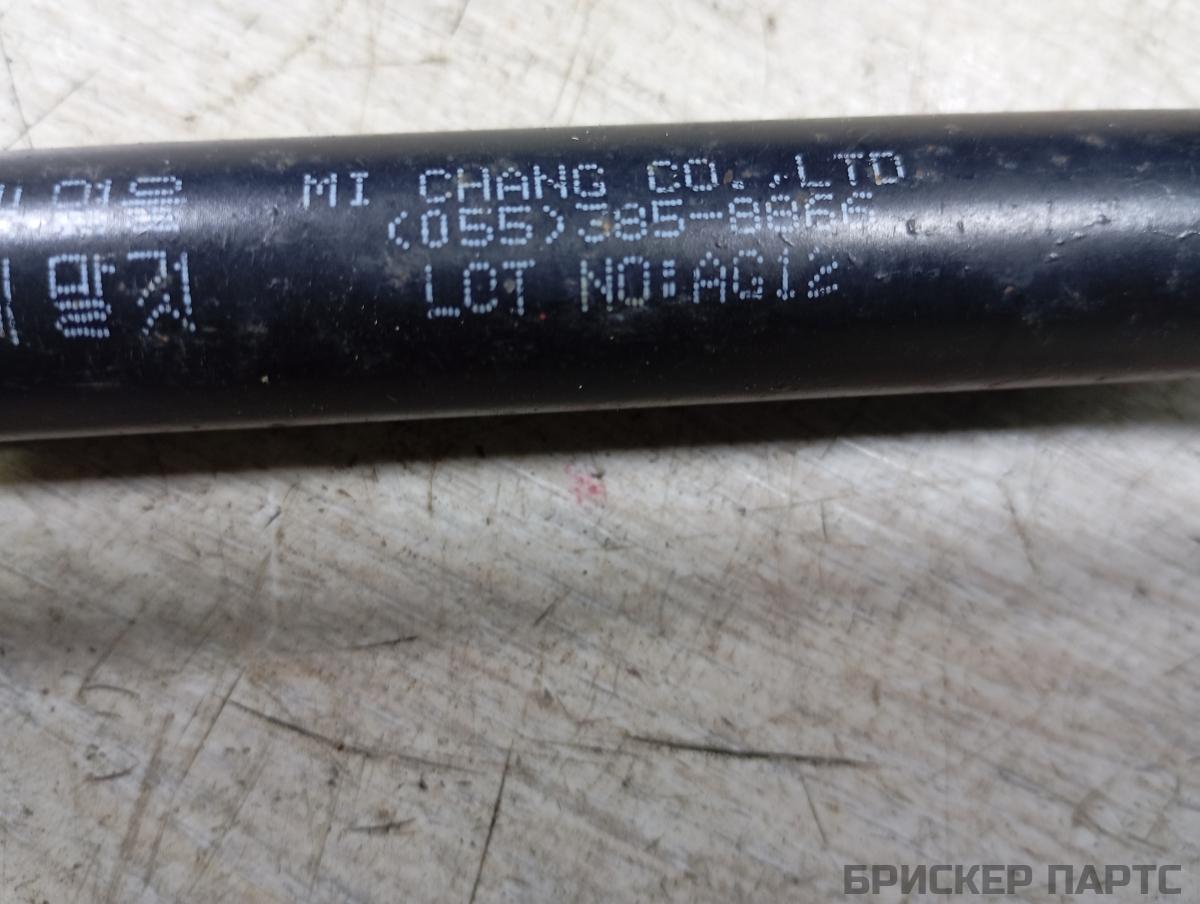 MI CHANG CO.,LTD
(055)385-8866
LOT NO:AG12
БРИСКЕР ПАРТС